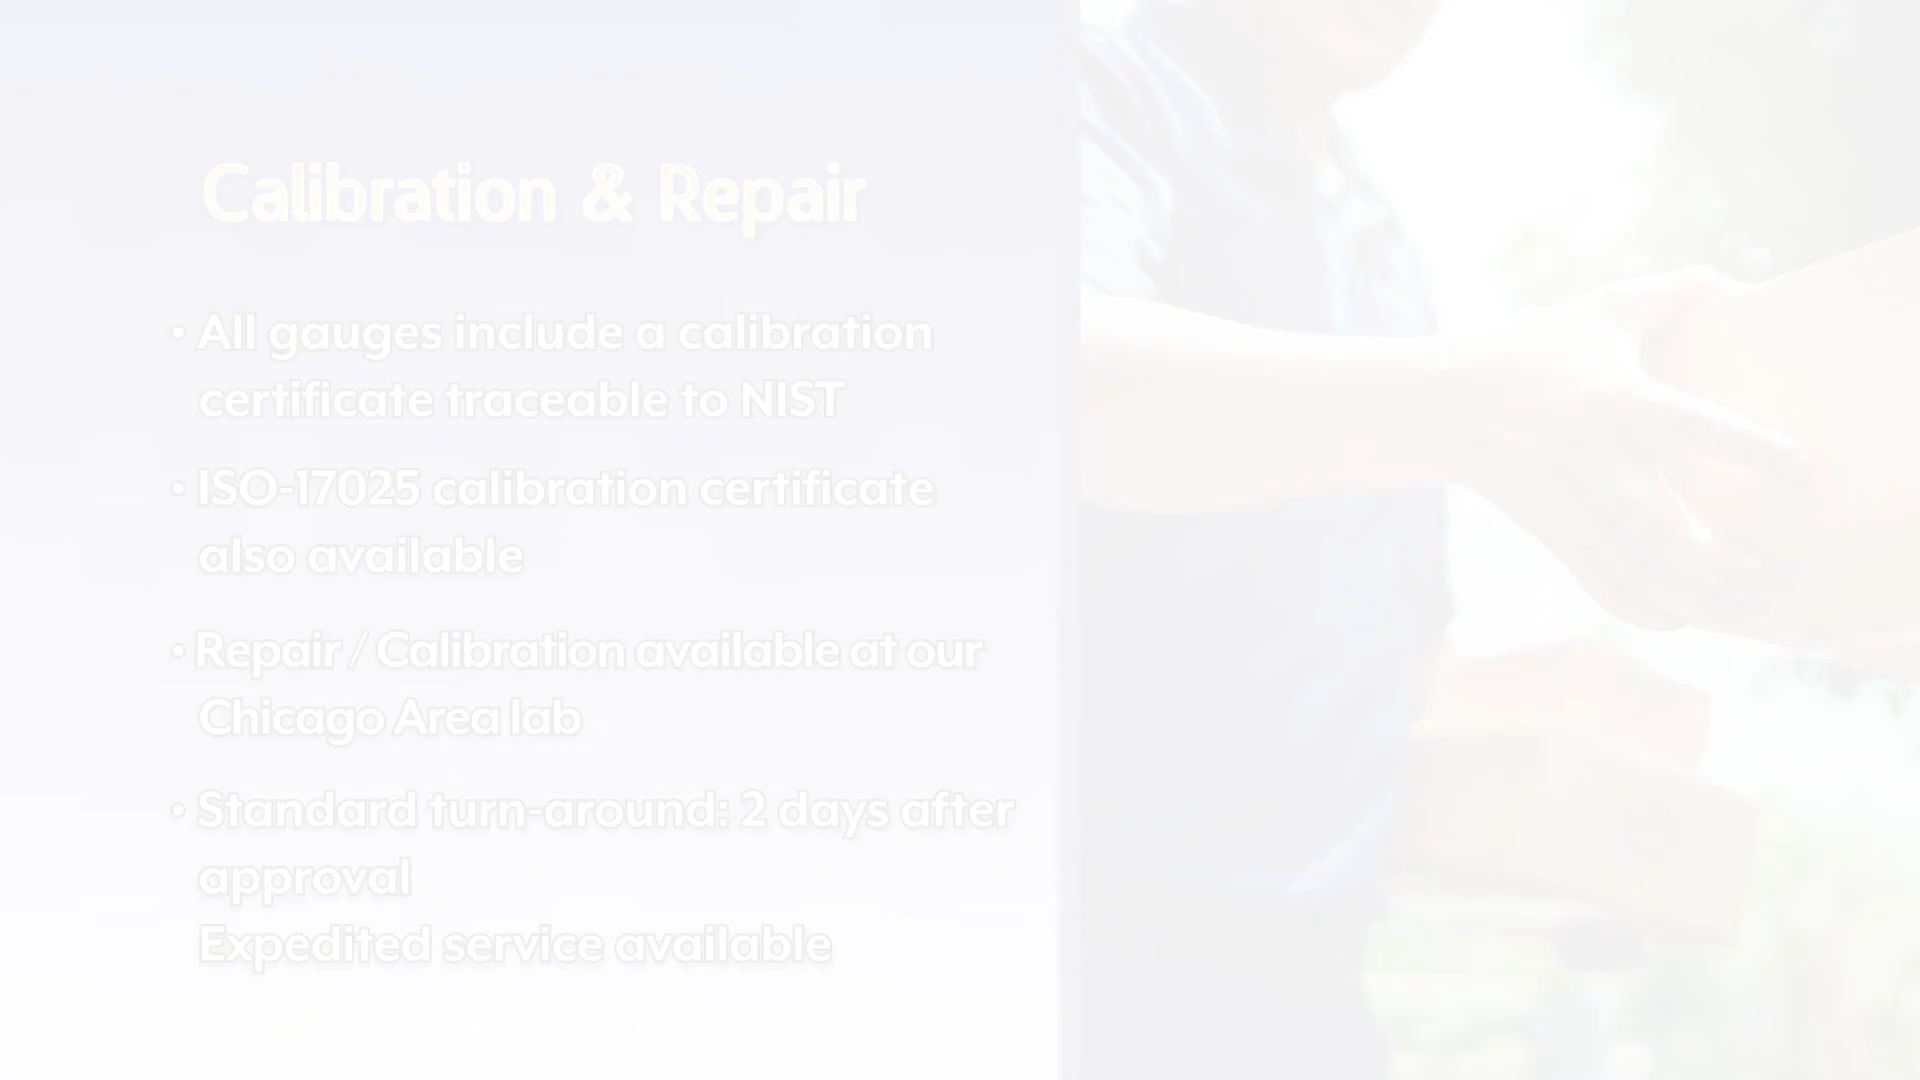 Calibration & Repair
• All gauges include a calibration
certificate traceable to NIST
• ISO-17025 calibration certificate
also available
• Repair / Calibration available at our
Chicago Area lab
• Standard turn-around: 2 days after
approval
Expedited service available